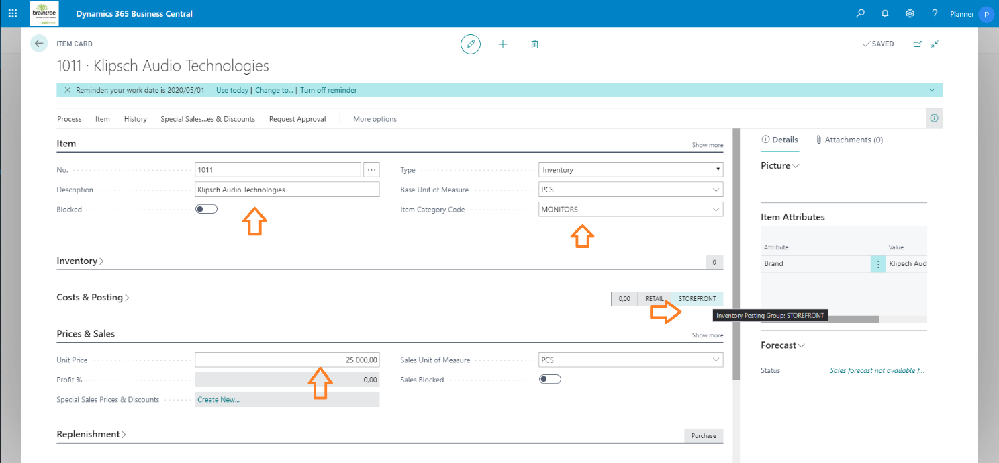 braintree
Dynamics 365 Business Central
Planner
P
ITEM CARD
SAVED
1011 · Klipsch Audio Technologies
Reminder: your work date is 2020/05/01 Use today | Change to... | Turn off reminder
Process Item History Special Sales...es & Discounts Request Approval More options
Item
Show more
No.
1011
Type
Inventory
Description
Klipsch Audio Technologies
Base Unit of Measure
PCS
Blocked
Item Category Code
MONITORS
Inventory
0
Costs & Posting
0,00
RETAIL
STOREFRONT
Inventory Posting Group: STOREFRONT
Prices & Sales
Show more
Unit Price
25 000,00
Sales Unit of Measure
PCS
Profit %
0,00
Sales Blocked
Special Sales Prices & Discounts
Create New...
Replenishment
Purchase
Details
Attachments (0)
Picture
Item Attributes
Attribute Value
Brand Klipsch Aud
Forecast
Status Sales forecast not available f...